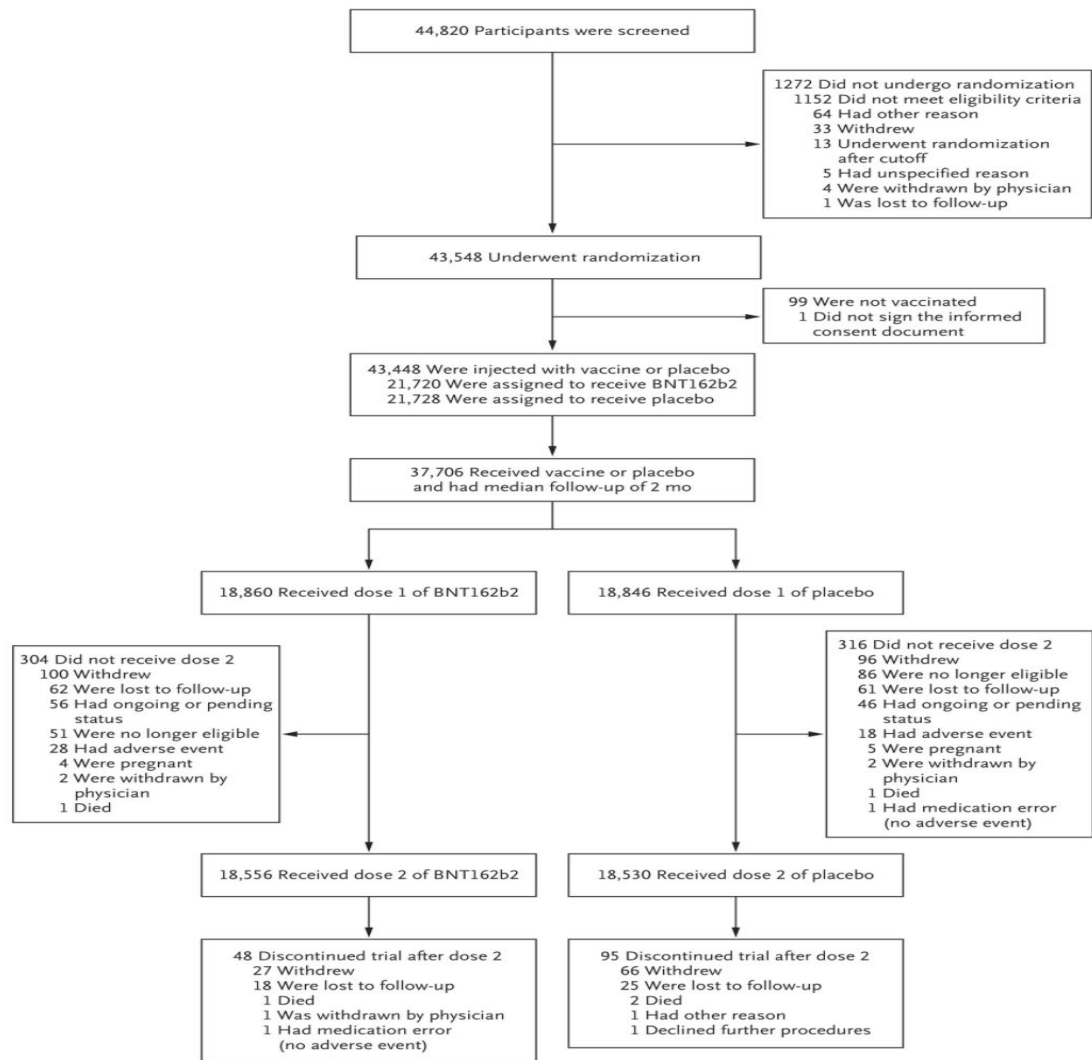 44,820 Participants were screened
1272 Did not undergo randomization
1152 Did not meet eligibility criteria
64 Had other reason
33 Withdrew
13 Underwent randomization
after cutoff
5 Had unspecified reason
4 Were withdrawn by physician
1 Was lost to follow-up
43,548 Underwent randomization
99 Were not vaccinated
1 Did not sign the informed
consent document
43,448 Were injected with vaccine or placebo
21,720 Were assigned to receive BNT162b2
21,728 Were assigned to receive placebo
37,706 Received vaccine or placebo
and had median follow-up of 2 mo
18,860 Received dose 1 of BNT162b2
18,846 Received dose 1 of placebo
304 Did not receive dose 2
100 Withdrew
62 Were lost to follow-up
56 Had ongoing or pending
status
51 Were no longer eligible
28 Had adverse event
4 Were pregnant
2 Were withdrawn by
physician
1 Died
316 Did not receive dose 2
96 Withdrew
86 Were no longer eligible
61 Were lost to follow-up
46 Had ongoing or pending
status
18 Had adverse event
5 Were pregnant
2 Were withdrawn by
physician
1 Died
1 Had medication error
(no adverse event)
18,556 Received dose 2 of BNT162b2
18,530 Received dose 2 of placebo
48 Discontinued trial after dose 2
27 Withdrew
18 Were lost to follow-up
1 Died
1 Was withdrawn by physician
1 Had medication error
(no adverse event)
95 Discontinued trial after dose 2
66 Withdrew
25 Were lost to follow-up
2 Died
1 Had other reason
1 Declined further procedures